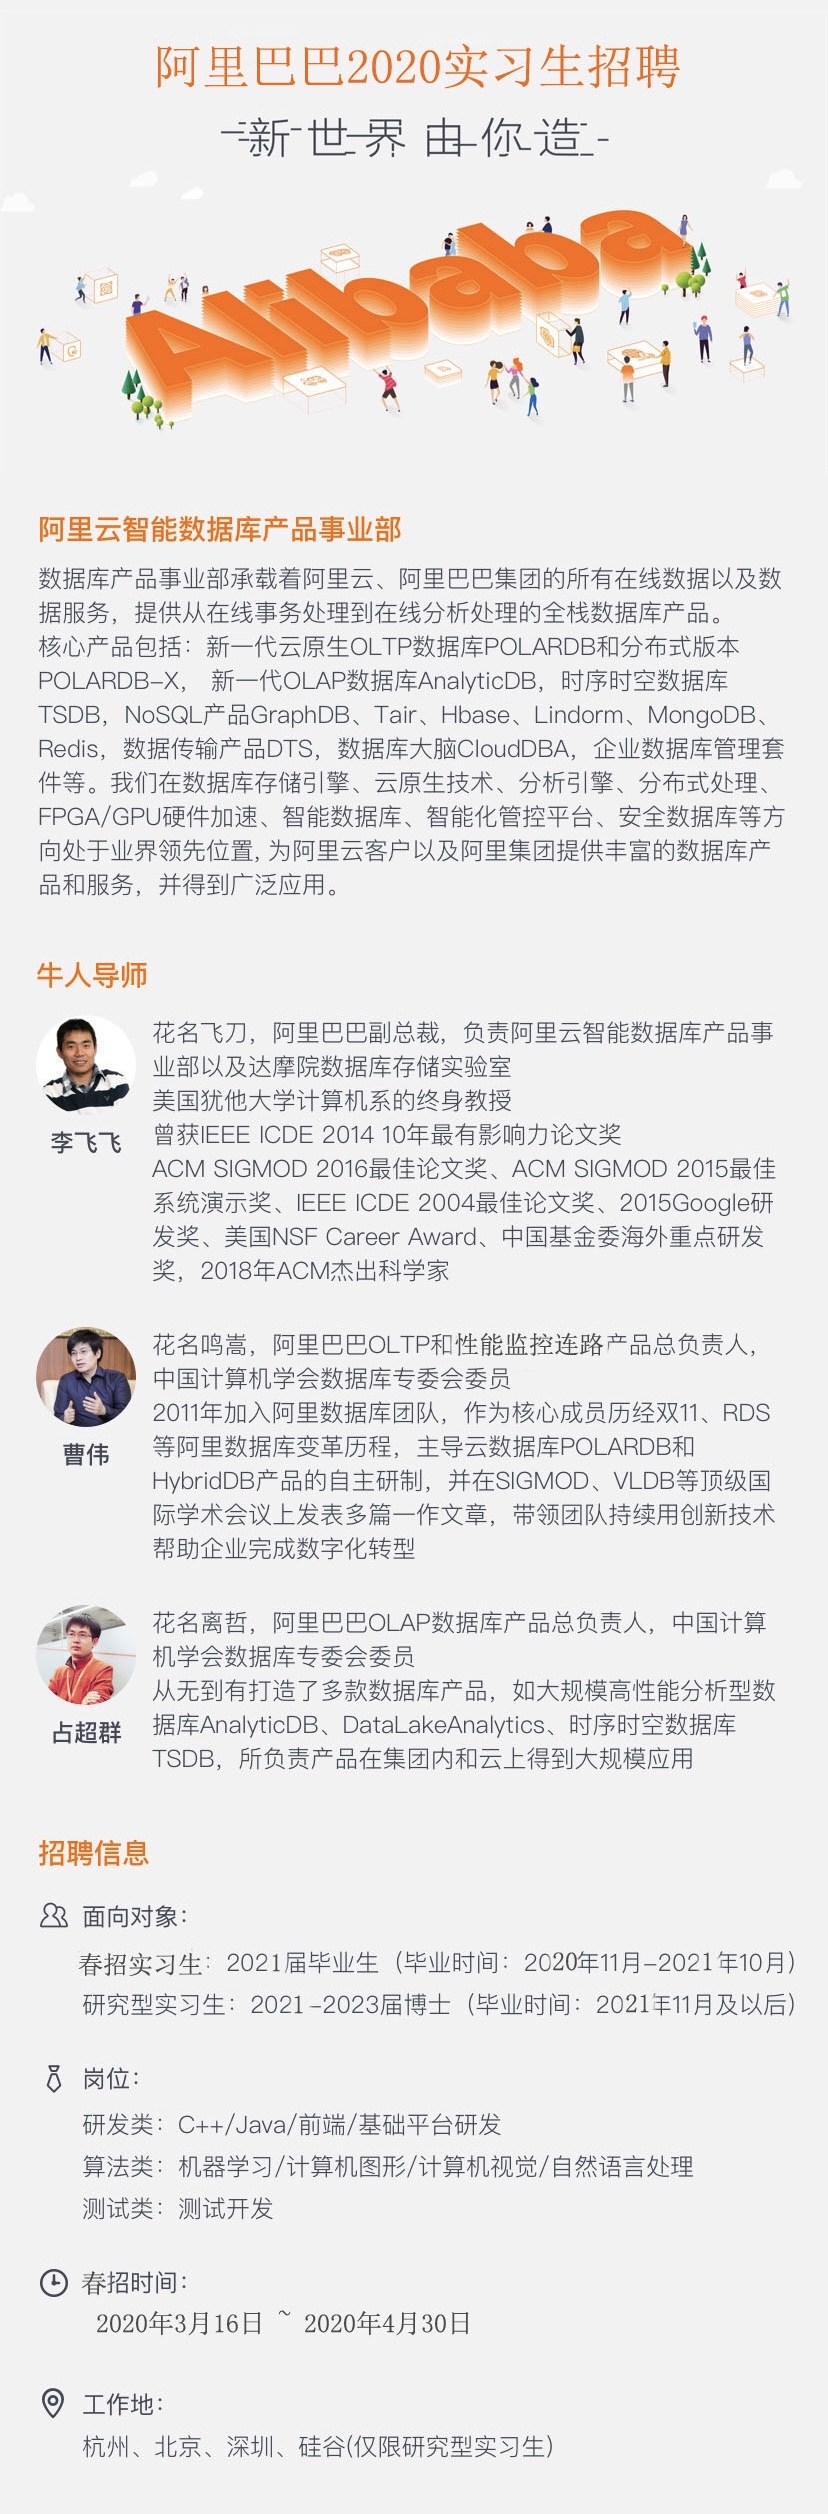 阿里巴巴2020实习生招聘
新世界 由你造
Alibaba
阿里云智能数据库产品事业部
数据库产品事业部承载着阿里云、阿里巴巴集团的所有在线数据以及数
据服务，提供从在线事务处理到在线分析处理的全栈数据库产品。
核心产品包括：新一代云原生OLTP数据库POLARDB和分布式版本
POLARDB-X， 新一代OLAP数据库AnalyticDB，时序时空数据库
TSDB，NoSQL产品GraphDB、Tair、Hbase、Lindorm、MongoDB、
Redis，数据传输产品DTS，数据库大脑CloudDBA，企业数据库管理套
件等。我们在数据库存储引擎、云原生技术、分析引擎、分布式处理、
FPGA/GPU硬件加速、智能数据库、智能化管控平台、安全数据库等方
向处于业界领先位置,为阿里云客户以及阿里集团提供丰富的数据库产
品和服务，并得到广泛应用。
牛人导师
花名飞刀，阿里巴巴副总裁，负责阿里云智能数据库产品事
业部以及达摩院数据库存储实验室
美国犹他大学计算机系的终身教授
曾获IEEE ICDE 2014 10年最有影响力论文奖
ACM SIGMOD 2016最佳论文奖、ACM SIGMOD 2015最佳
系统演示奖、IEEE ICDE 2004最佳论文奖、2015Google研
发奖、美国NSF Career Award、中国基金委海外重点研发
奖，2018年ACM杰出科学家
李飞飞
花名鸣嵩，阿里巴巴OLTP和性能监控连路产品总负责人，
中国计算机学会数据库专委会委员
2011年加入阿里数据库团队，作为核心成员历经双11、RDS
等阿里数据库变革历程，主导云数据库POLARDB和
HybridDB产品的自主研制，并在SIGMOD、VLDB等顶级国
际学术会议上发表多篇一作文章，带领团队持续用创新技术
帮助企业完成数字化转型
曹伟
花名离哲，阿里巴巴OLAP数据库产品总负责人，中国计算
机学会数据库专委会委员
从无到有打造了多款数据库产品，如大规模高性能分析型数
据库AnalyticDB、DataLakeAnalytics、时序时空数据库
TSDB，所负责产品在集团内和云上得到大规模应用
占超群
招聘信息
面向对象：
春招实习生：2021届毕业生（毕业时间：2020年11月-2021年10月）
研究型实习生：2021-2023届博士（毕业时间：2021年11月及以后）
岗位：
研发类：C++/Java/前端/基础平台研发
算法类：机器学习/计算机图形/计算机视觉/自然语言处理
测试类：测试开发
春招时间：
2020年3月16日 ~ 2020年4月30日
工作地：
杭州、北京、深圳、硅谷(仅限研究型实习生)